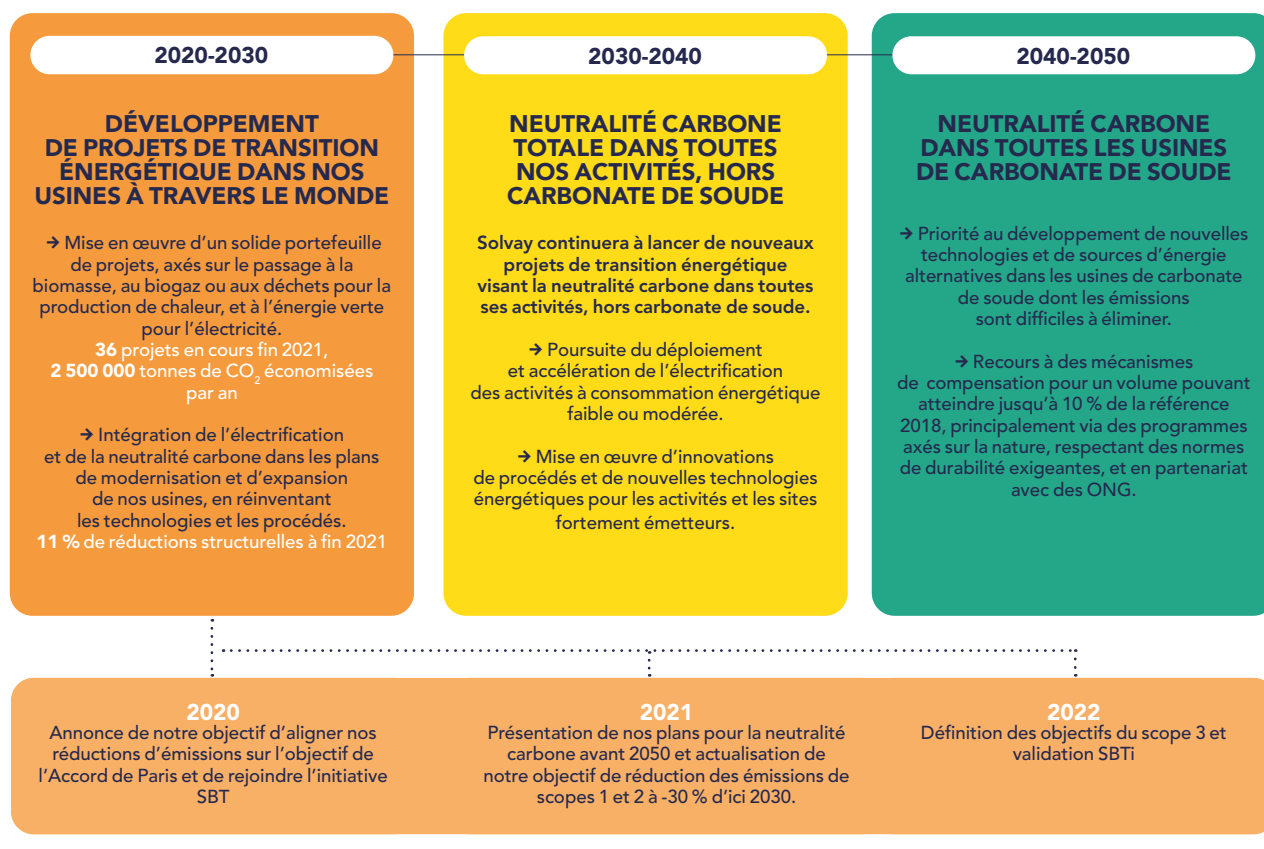 2020-2030
DÉVELOPPEMENT
DE PROJETS DE TRANSITION
ÉNERGÉTIQUE DANS NOS
USINES À TRAVERS LE MONDE
→ Mise en œuvre d'un solide portefeuille
de projets, axés sur le passage à la
biomasse, au biogaz ou aux déchets pour la
production de chaleur, et à l'énergie verte
pour l'électricité.
36 projets en cours fin 2021,
2 500 000 tonnes de CO₂ économisées
par an
→ Intégration de l'électrification
et de la neutralité carbone dans les plans
de modernisation et d'expansion
de nos usines, en réinventant
les technologies et les procédés.
11 % de réductions structurelles à fin 2021
2030-2040
NEUTRALITÉ CARBONE
TOTALE DANS TOUTES
NOS ACTIVITÉS, HORS
CARBONATE DE SOUDE
Solvay continuera à lancer de nouveaux
projets de transition énergétique
visant la neutralité carbone dans toutes
ses activités, hors carbonate de soude.
→ Poursuite du déploiement
et accélération de l'électrification
des activités à consommation énergétique
faible ou modérée.
→ Mise en œuvre d'innovations
de procédés et de nouvelles technologies
énergétiques pour les activités et les sites
fortement émetteurs.
2040-2050
NEUTRALITÉ CARBONE
DANS TOUTES LES USINES
DE CARBONATE DE SOUDE
→ Priorité au développement de nouvelles
technologies et de sources d'énergie
alternatives dans les usines de carbonate
de soude dont les émissions
sont difficiles à éliminer.
→ Recours à des mécanismes
de compensation pour un volume pouvant
atteindre jusqu'à 10 % de la référence
2018, principalement via des programmes
axés sur la nature, respectant des normes
de durabilité exigeantes, et en partenariat
avec des ONG.
2020
Annonce de notre objectif d'aligner nos
réductions d'émissions sur l'objectif de
l'Accord de Paris et de rejoindre l'initiative
SBT
2021
Présentation de nos plans pour la neutralité
carbone avant 2050 et actualisation de
notre objectif de réduction des émissions de
scopes 1 et 2 à -30 % d'ici 2030.
2022
Définition des objectifs du scope 3 et
validation SBTi